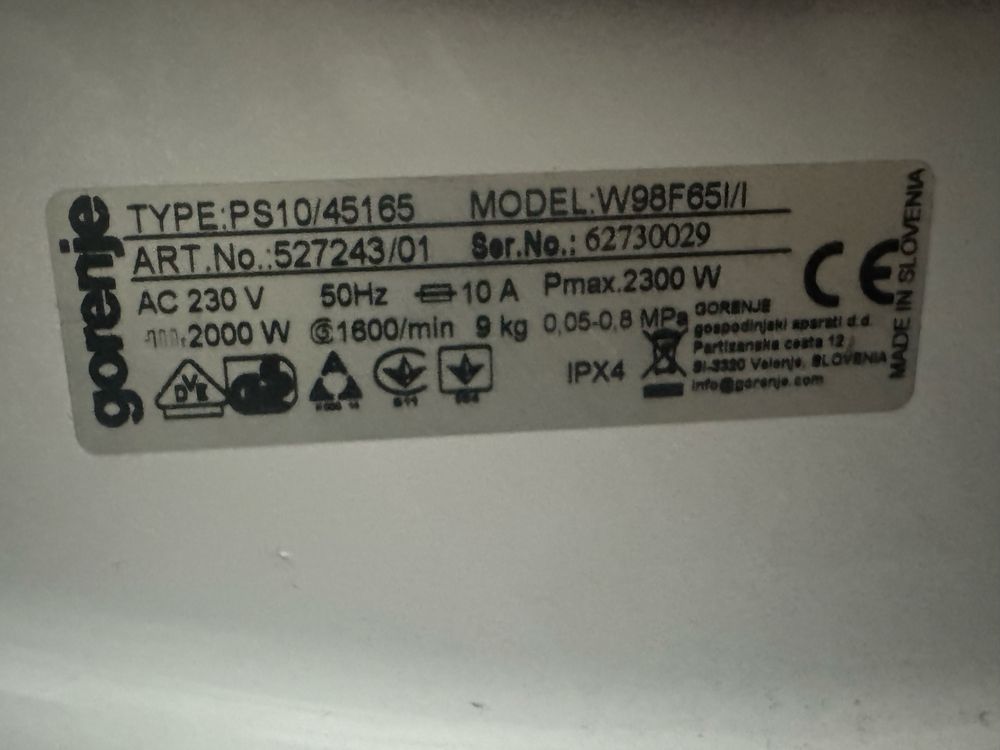 gorenje
TYPE:PS10/45165 MODEL:W98F65I/I
ART.No.:527243/01 Ser.No.: 62730029
AC 230 V 50Hz 10 A Pmax.2300 W
2000 W 1600/min 9 kg 0,05-0,8 MPa
IPX4
GORENJE
gospodinjski aparati d.d.
Partizanska cesta 12
SI-3320 Velenje, SLOVENIA
info@gorenje.com
CE
MADE IN SLOVENIA